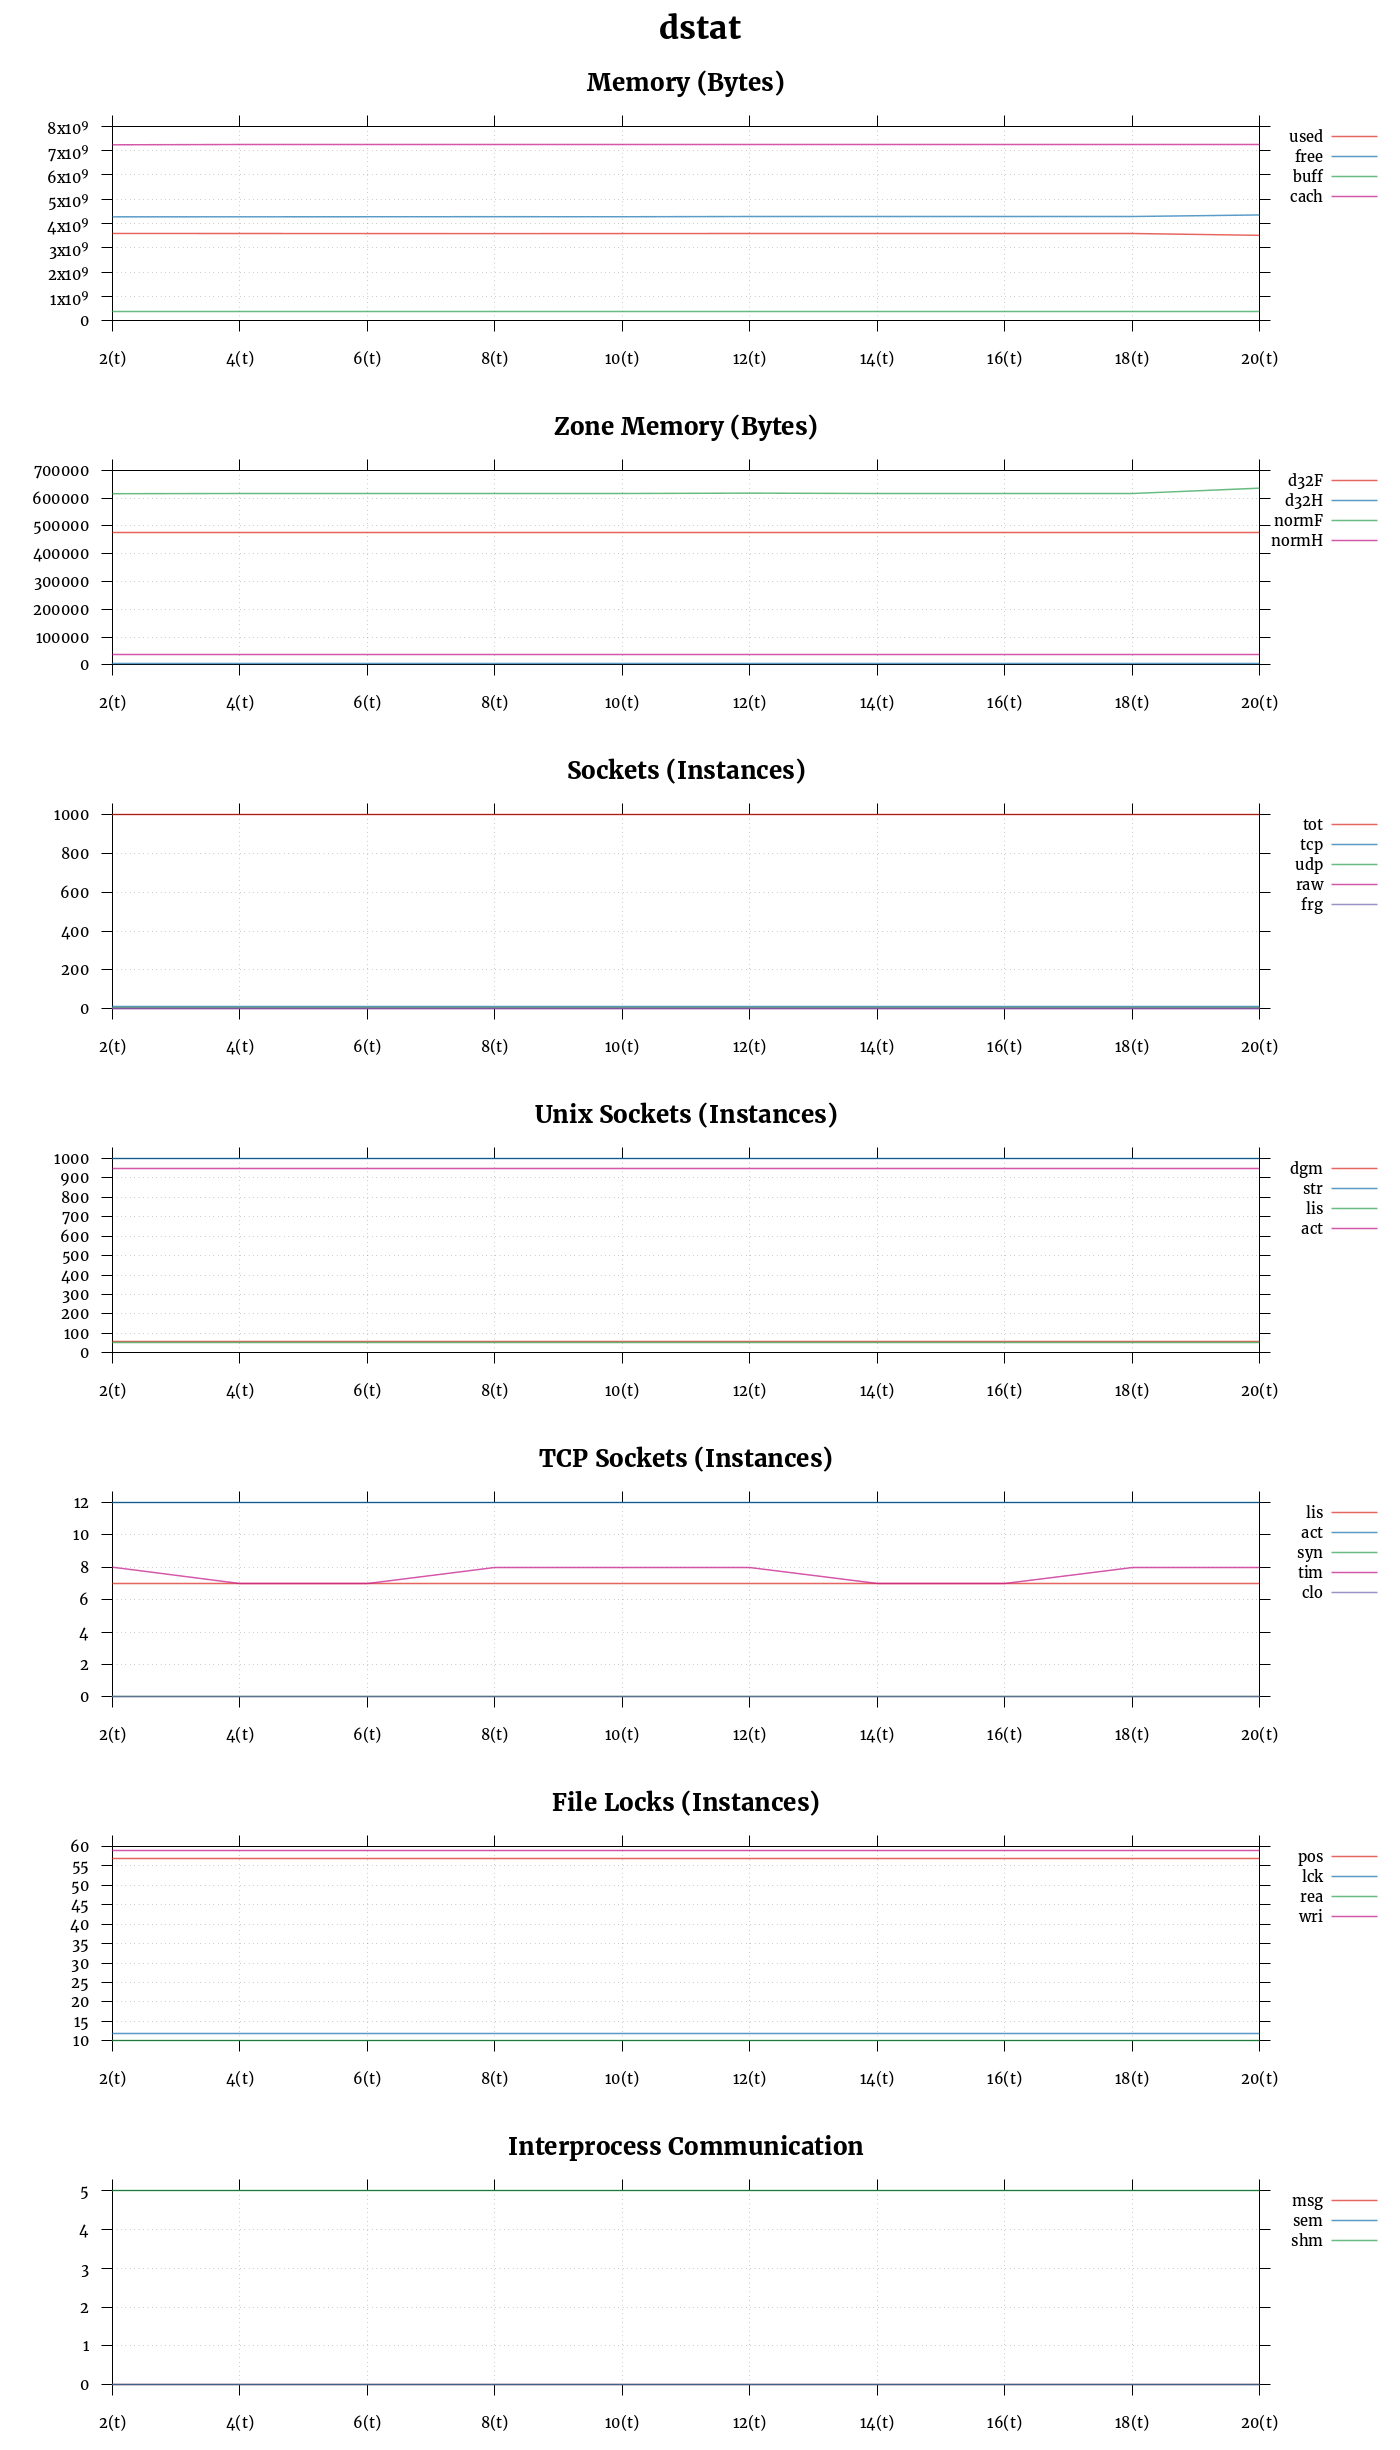 dstat
Memory (Bytes)
8x10⁹
7x10⁹
6x10⁹
5x10⁹
4x10⁹
3x10⁹
2x10⁹
1x10⁹
0
2(t) 4(t) 6(t) 8(t) 10(t) 12(t) 14(t) 16(t) 18(t) 20(t)
used
free
buff
cach
Zone Memory (Bytes)
700000
600000
500000
400000
300000
200000
100000
0
2(t) 4(t) 6(t) 8(t) 10(t) 12(t) 14(t) 16(t) 18(t) 20(t)
d32F
d32H
normF
normH
Sockets (Instances)
1000
800
600
400
200
0
2(t) 4(t) 6(t) 8(t) 10(t) 12(t) 14(t) 16(t) 18(t) 20(t)
tot
tcp
udp
raw
frg
Unix Sockets (Instances)
1000
900
800
700
600
500
400
300
200
100
0
2(t) 4(t) 6(t) 8(t) 10(t) 12(t) 14(t) 16(t) 18(t) 20(t)
dgm
str
lis
act
TCP Sockets (Instances)
12
10
8
6
4
2
0
2(t) 4(t) 6(t) 8(t) 10(t) 12(t) 14(t) 16(t) 18(t) 20(t)
lis
act
syn
tim
clo
File Locks (Instances)
60
55
50
45
40
35
30
25
20
15
10
2(t) 4(t) 6(t) 8(t) 10(t) 12(t) 14(t) 16(t) 18(t) 20(t)
pos
lck
rea
wri
Interprocess Communication
5
4
3
2
1
0
2(t) 4(t) 6(t) 8(t) 10(t) 12(t) 14(t) 16(t) 18(t) 20(t)
msg
sem
shm